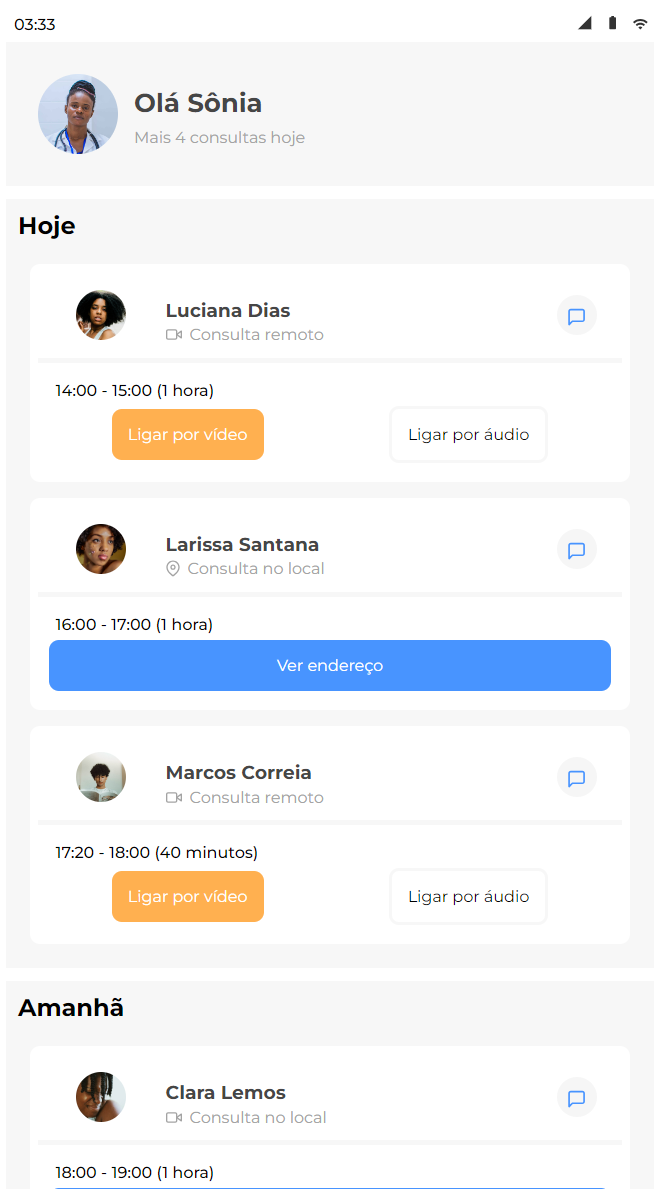 03:33
Olá Sônia
Mais 4 consultas hoje
Hoje
Luciana Dias
Consulta remoto
14:00 - 15:00 (1 hora)
Ligar por vídeo
Ligar por áudio
Larissa Santana
Consulta no local
16:00 - 17:00 (1 hora)
Ver endereço
Marcos Correia
Consulta remoto
17:20 - 18:00 (40 minutos)
Ligar por vídeo
Ligar por áudio
Amanhã
Clara Lemos
Consulta no local
18:00 - 19:00 (1 hora)